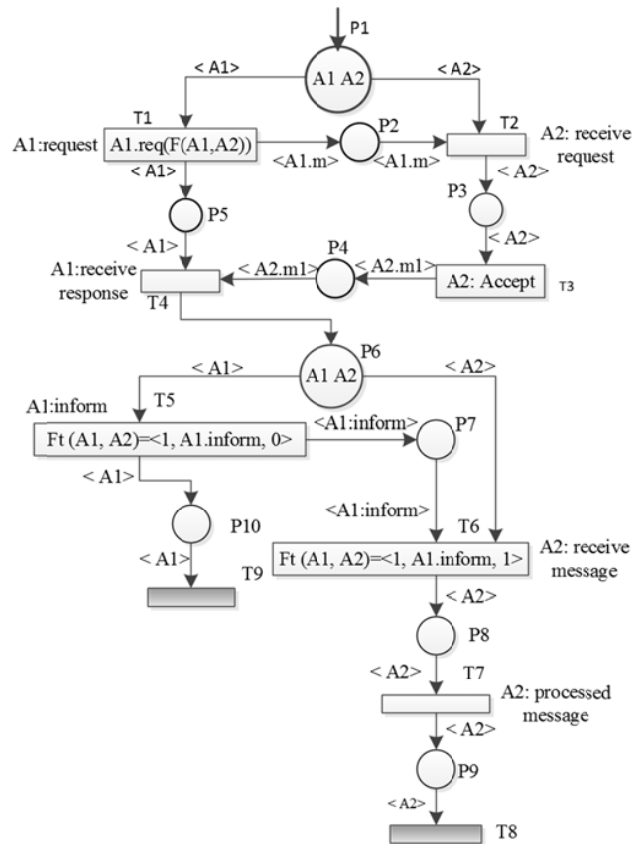 P1
< A1>
A1 A2
< A2>
T1
A1:request
A1.req(F(A1,A2))
P2
T2
A2: receive
request
<A1.m>
<A1.m>
<A1>
< A2>
P3
P5
< A1>
P4
< A2>
A1:receive
response
< A2.m1>
<A2.m1>
A2: Accept
T3
T4
P6
< A1>
A1 A2
< A2>
A1:inform
T5
<A1:inform>
P7
Ft (A1, A2)=<1, A1.inform, 0>
< A1>
<A1:inform>
P10
T6
< A1>
Ft (A1, A2)=<1, A1.inform, 1>
A2: receive
message
T9
< A2>
P8
< A2>
T7
A2: processed
message
< A2>
P9
< A2>
T8